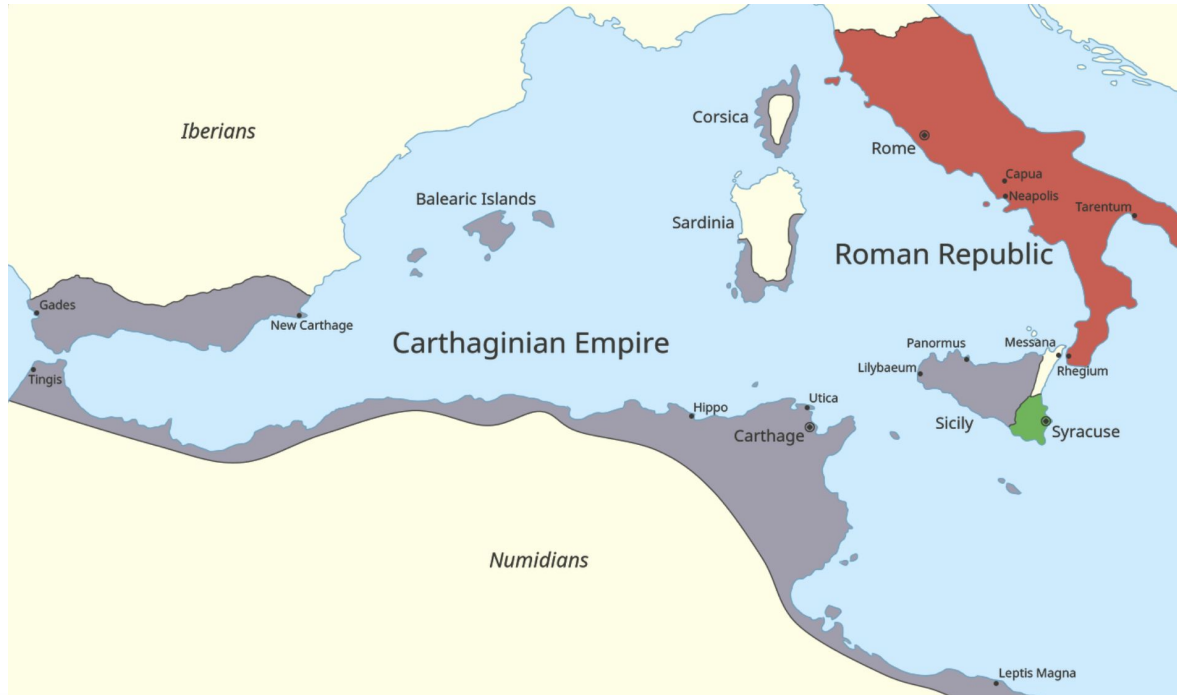 Iberians
Corsica
Rome
Capua
Neapolis
Balearic Islands
Tarentum
Sardinia
Roman Republic
Gades
New Carthage
Carthaginian Empire
Panormus
Messana
Lilybaeum
Rhegium
Tingis
Hippo
Utica
Carthage
Sicily
Syracuse
Numidians
Leptis Magna